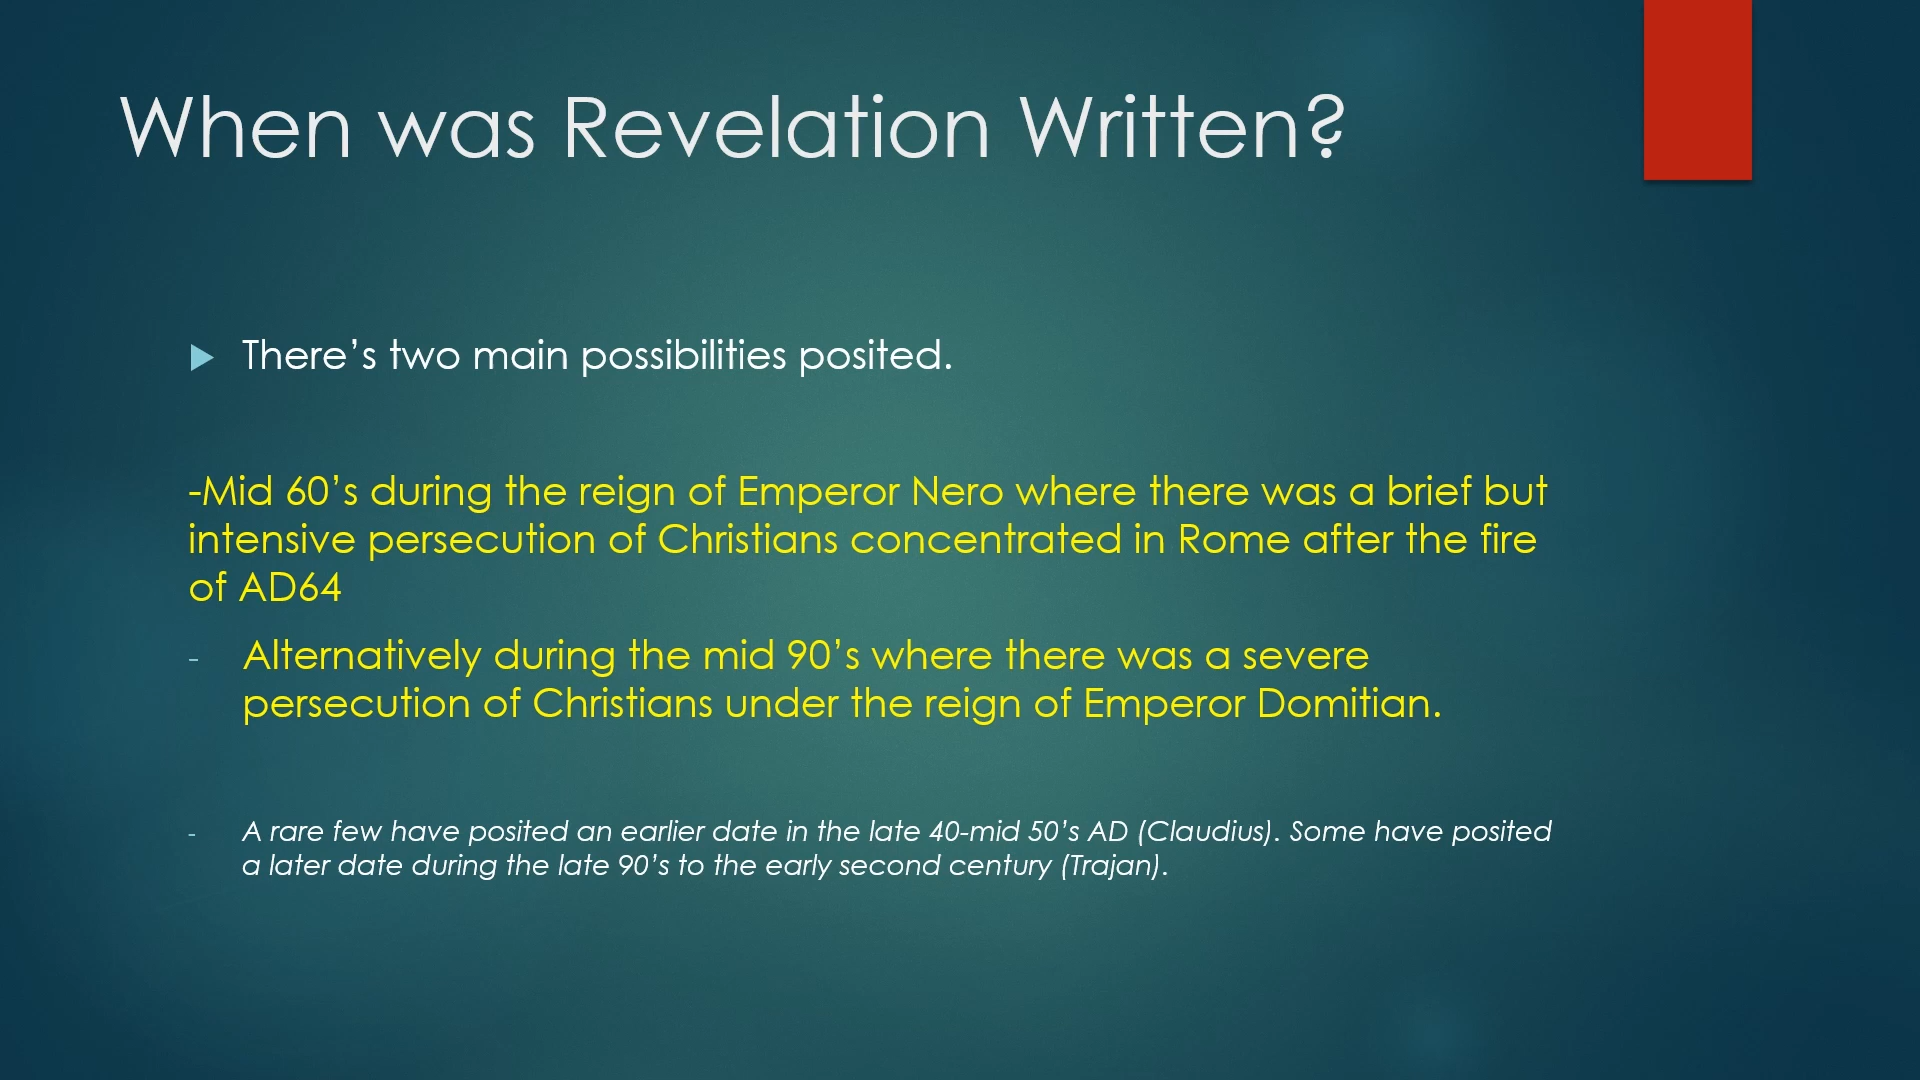 When was Revelation Written?
There’s two main possibilities posited.
-Mid 60’s during the reign of Emperor Nero where there was a brief but
intensive persecution of Christians concentrated in Rome after the fire
of AD64
- Alternatively during the mid 90’s where there was a severe
persecution of Christians under the reign of Emperor Domitian.
- A rare few have posited an earlier date in the late 40-mid 50’s AD (Claudius). Some have posited
a later date during the late 90’s to the early second century (Trajan).